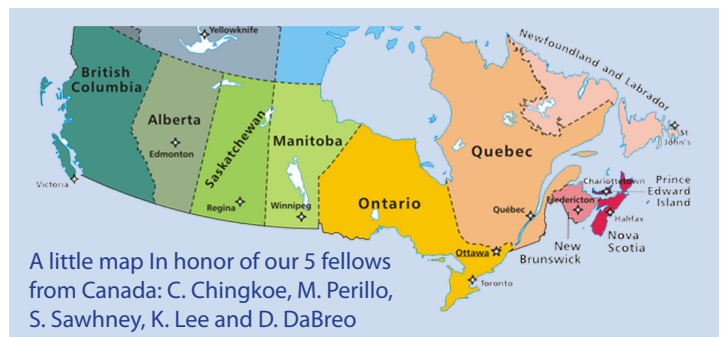 Yellowknife
Newfoundland and Labrador
British
Columbia
Alberta
Edmonton
Saskatchewan
Manitoba
Quebec
St
John's
Victoria
Regina
Winnipeg
Ontario
Québec
Charlottetown
Prince
Edward
Island
Fredericton
Halifax
Nova
Scotia
New
Brunswick
Ottawa
Toronto
A little map In honor of our 5 fellows
from Canada: C. Chingkoe, M. Perillo,
S. Sawhney, K. Lee and D. DaBreo